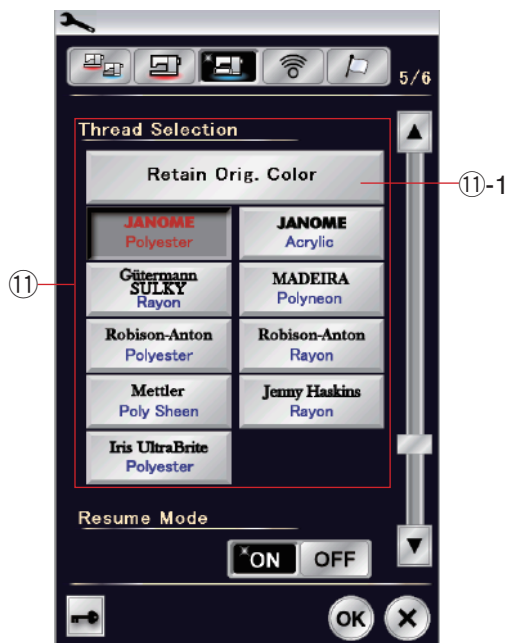 5/6
Thread Selection
Retain Orig. Color
⑪-1
JANOME
Polyester
JANOME
Acrylic
⑪
Gütermann
SULKY
Rayon
MADEIRA
Polyneon
Robison-Anton
Polyester
Robison-Anton
Rayon
Mettler
Poly Sheen
Jenny Haskins
Rayon
Iris UltraBrite
Polyester
Resume Mode
ON OFF
OK